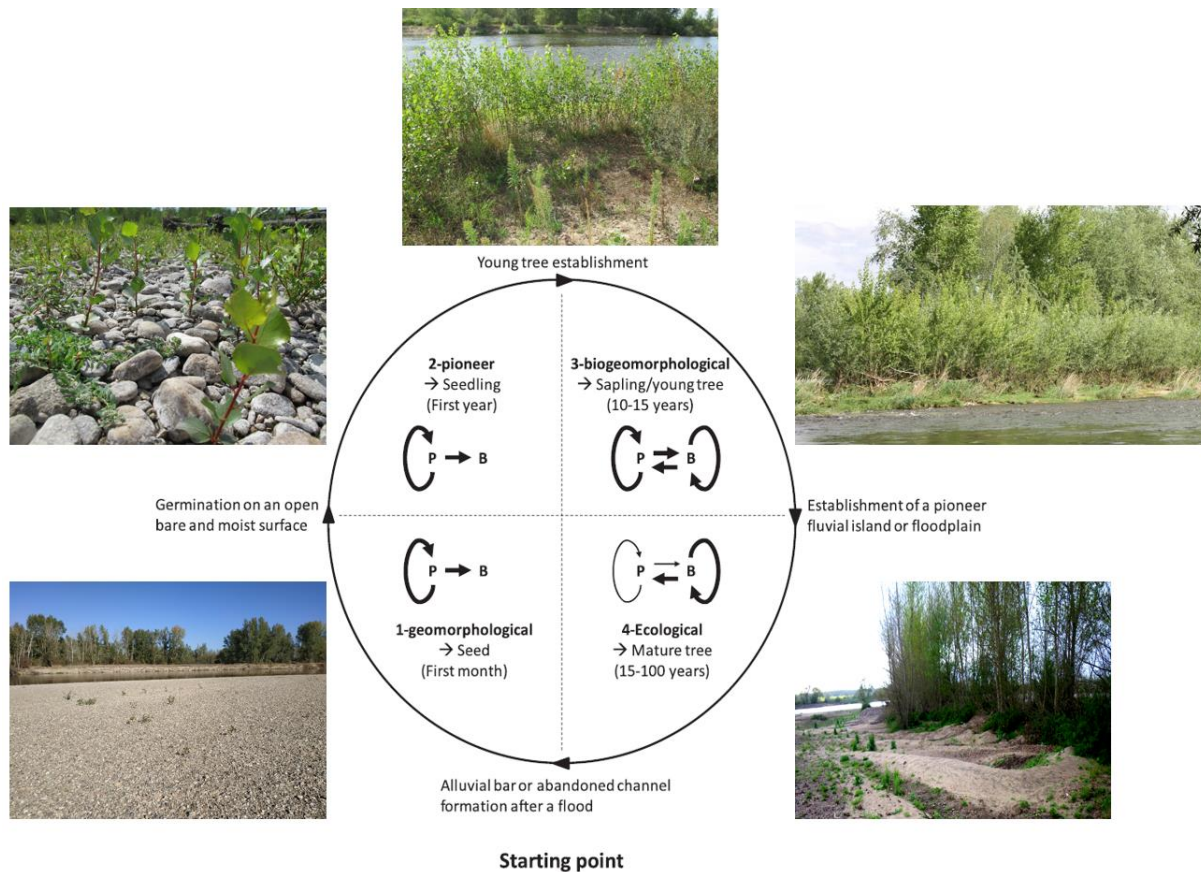 Young tree establishment
2-pioneer
→ Seedling
(First year)
P → B
3-biogeomorphological
→ Sapling/young tree
(10-15 years)
P B
Germination on an open
bare and moist surface
Establishment of a pioneer
fluvial island or floodplain
P → B
1-geomorphological
→ Seed
(First month)
P B
4-Ecological
→ Mature tree
(15-100 years)
Alluvial bar or abandoned channel
formation after a flood
Starting point